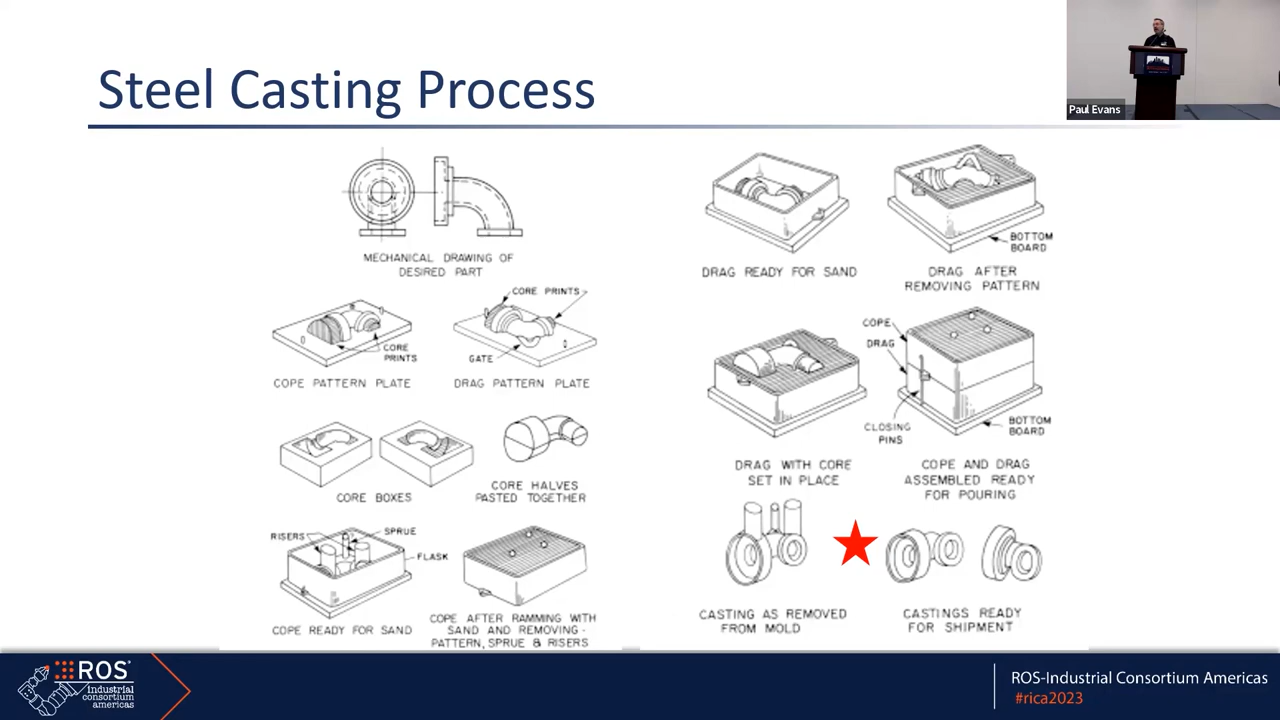 Steel Casting Process
Paul Evans
MECHANICAL DRAWING OF
DESIRED PART
CORE PRINTS
CORE
PRINTS
GATE
COPE PATTERN PLATE
DRAG PATTERN PLATE
CORE BOXES
CORE HALVES
PASTED TOGETHER
RISERS
SPRUE
FLASK
COPE READY FOR SAND
COPE AFTER RAMMING WITH
SAND AND REMOVING-
PATTERN, SPRUE & RISERS
DRAG READY FOR SAND
BOTTOM
BOARD
DRAG AFTER
REMOVING PATTERN
COPE
DRAG
CLOSING
PINS
BOTTOM
BOARD
DRAG WITH CORE
SET IN PLACE
COPE AND DRAG
ASSEMBLED READY
FOR POURING
CASTING AS REMOVED
FROM MOLD
CASTINGS READY
FOR SHIPMENT
ROS
industrial
consortium
americas
ROS-Industrial Consortium Americas
#rica2023